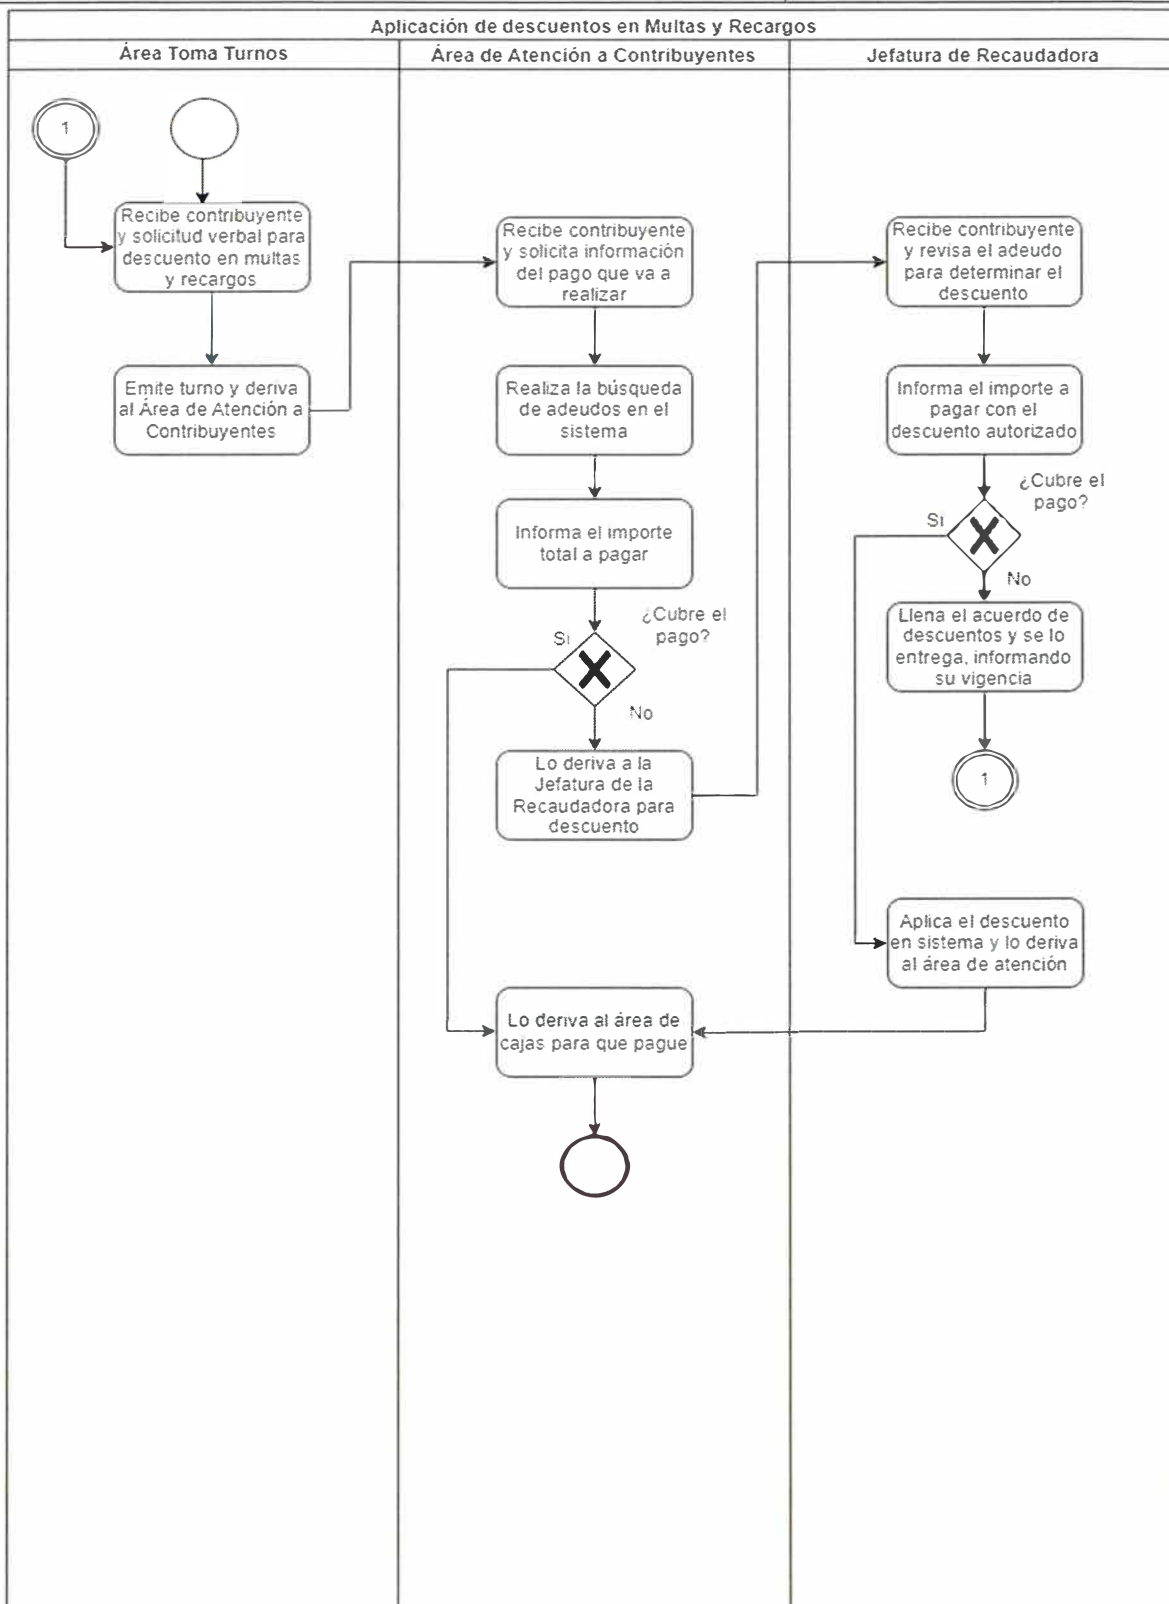 Aplicación de descuentos en Multas y Recargos
Área Toma Turnos
Área de Atención a Contribuyentes
Jefatura de Recaudadora
1
Recibe contribuyente
y solicitud verbal para
descuento en multas
y recargos
Emite turno y deriva
al Área de Atención a
Contribuyentes
Recibe contribuyente
y solicita información
del pago que va a
realizar
Realiza la búsqueda
de adeudos en el
sistema
Informa el importe
total a pagar
¿Cubre el
pago?
Si
No
Lo deriva a la
Jefatura de la
Recaudadora para
descuento
Lo deriva al área de
cajas para que pague
Recibe contribuyente
y revisa el adeudo
para determinar el
descuento
Informa el importe a
pagar con el
descuento autorizado
¿Cubre el
pago?
Si
No
Llena el acuerdo de
descuentos y se lo
entrega, informando
su vigencia
1
Aplica el descuento
en sistema y lo deriva
al área de atención